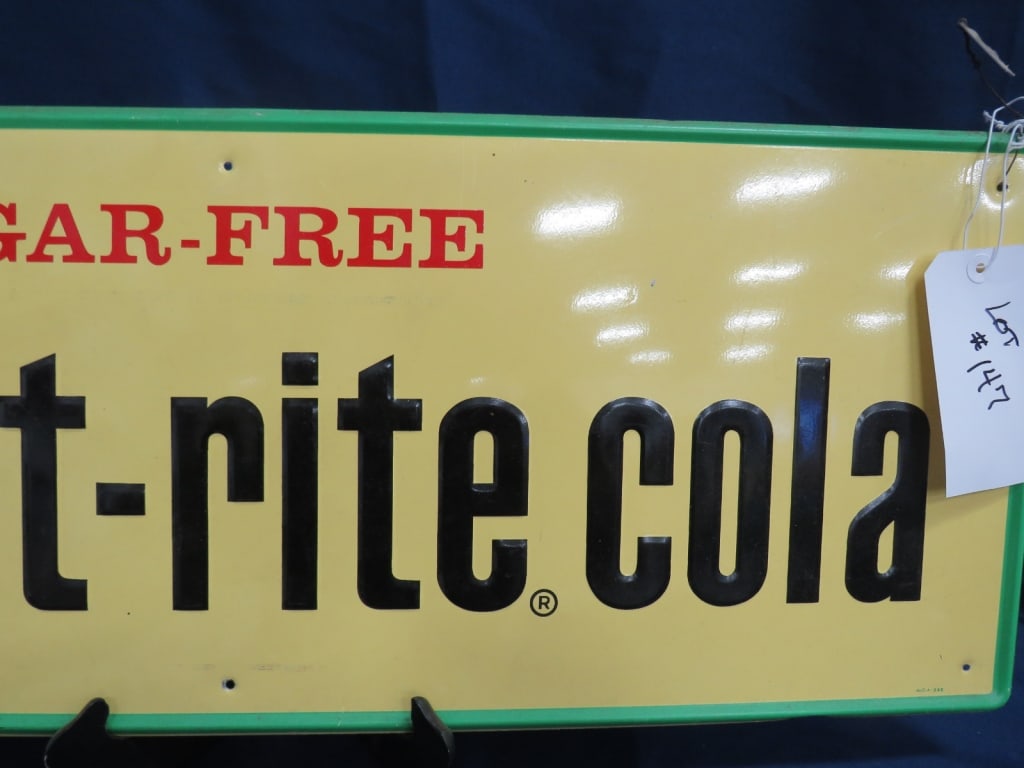 GAR-FREE
t-rite cola®
Lot
#147